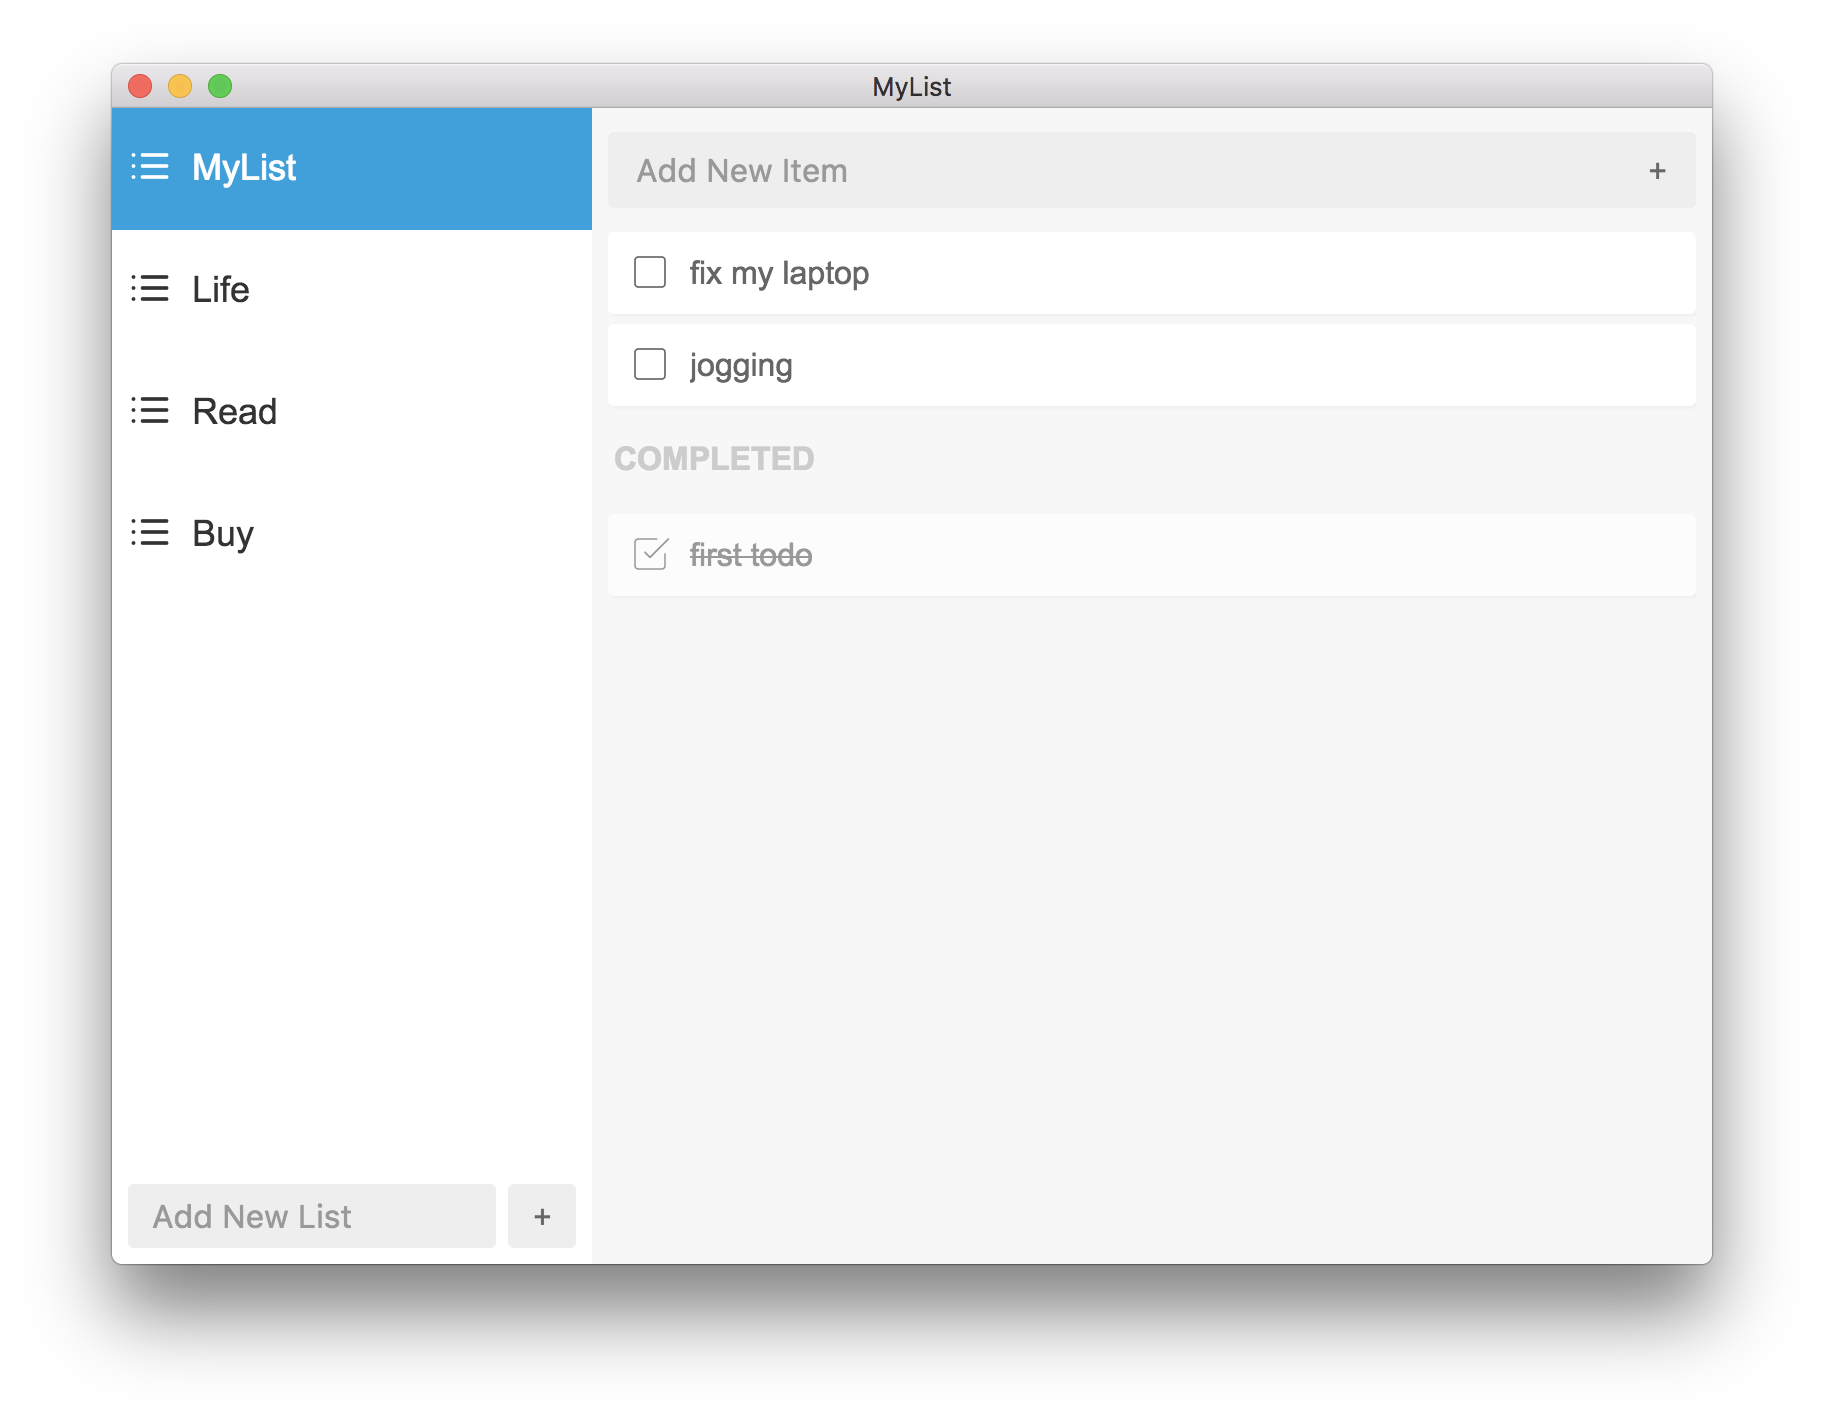 MyList
MyList
Life
Read
Buy
Add New List
+
Add New Item
+
fix my laptop
jogging
COMPLETED
first todo